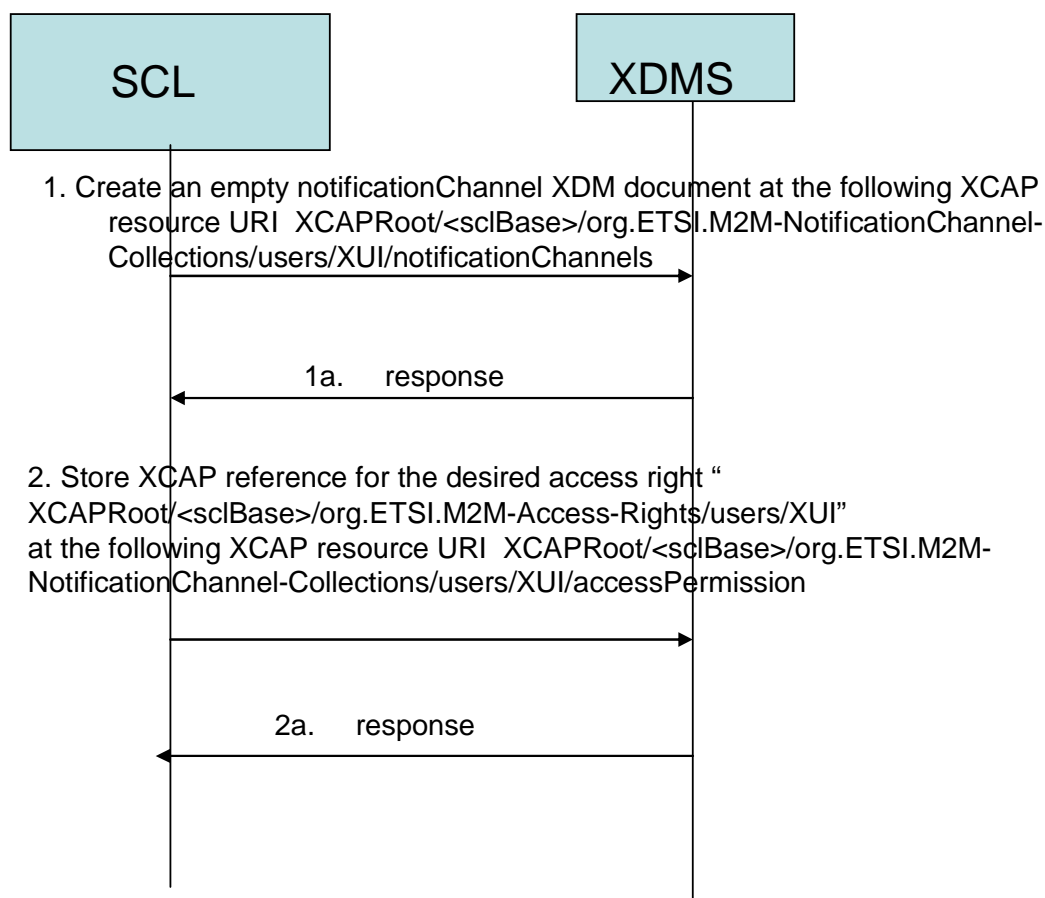 SCL
XDMS
1. Create an empty notificationChannel XDM document at the following XCAP
resource URI  XCAPRoot/<sclBase>/org.ETSI.M2M-NotificationChannel-
Collections/users/XUI/notificationChannels
1a. response
2. Store XCAP reference for the desired access right “
XCAPRoot/<sclBase>/org.ETSI.M2M-Access-Rights/users/XUI”
at the following XCAP resource URI  XCAPRoot/<sclBase>/org.ETSI.M2M-
NotificationChannel-Collections/users/XUI/accessPermission
2a. response